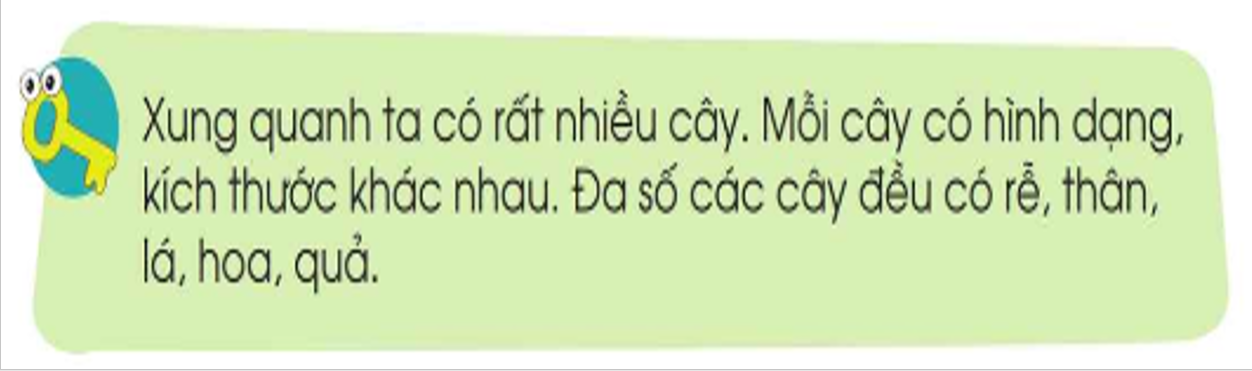 Xung quanh ta có rất nhiều cây. Mỗi cây có hình dạng,
kích thước khác nhau. Đa số các cây đều có rễ, thân,
lá, hoa, quả.